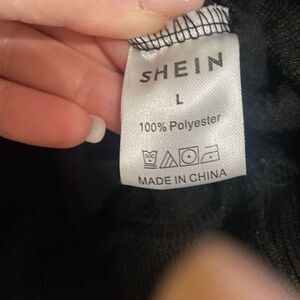 SHEIN
L
100% Polyester
MADE IN CHINA